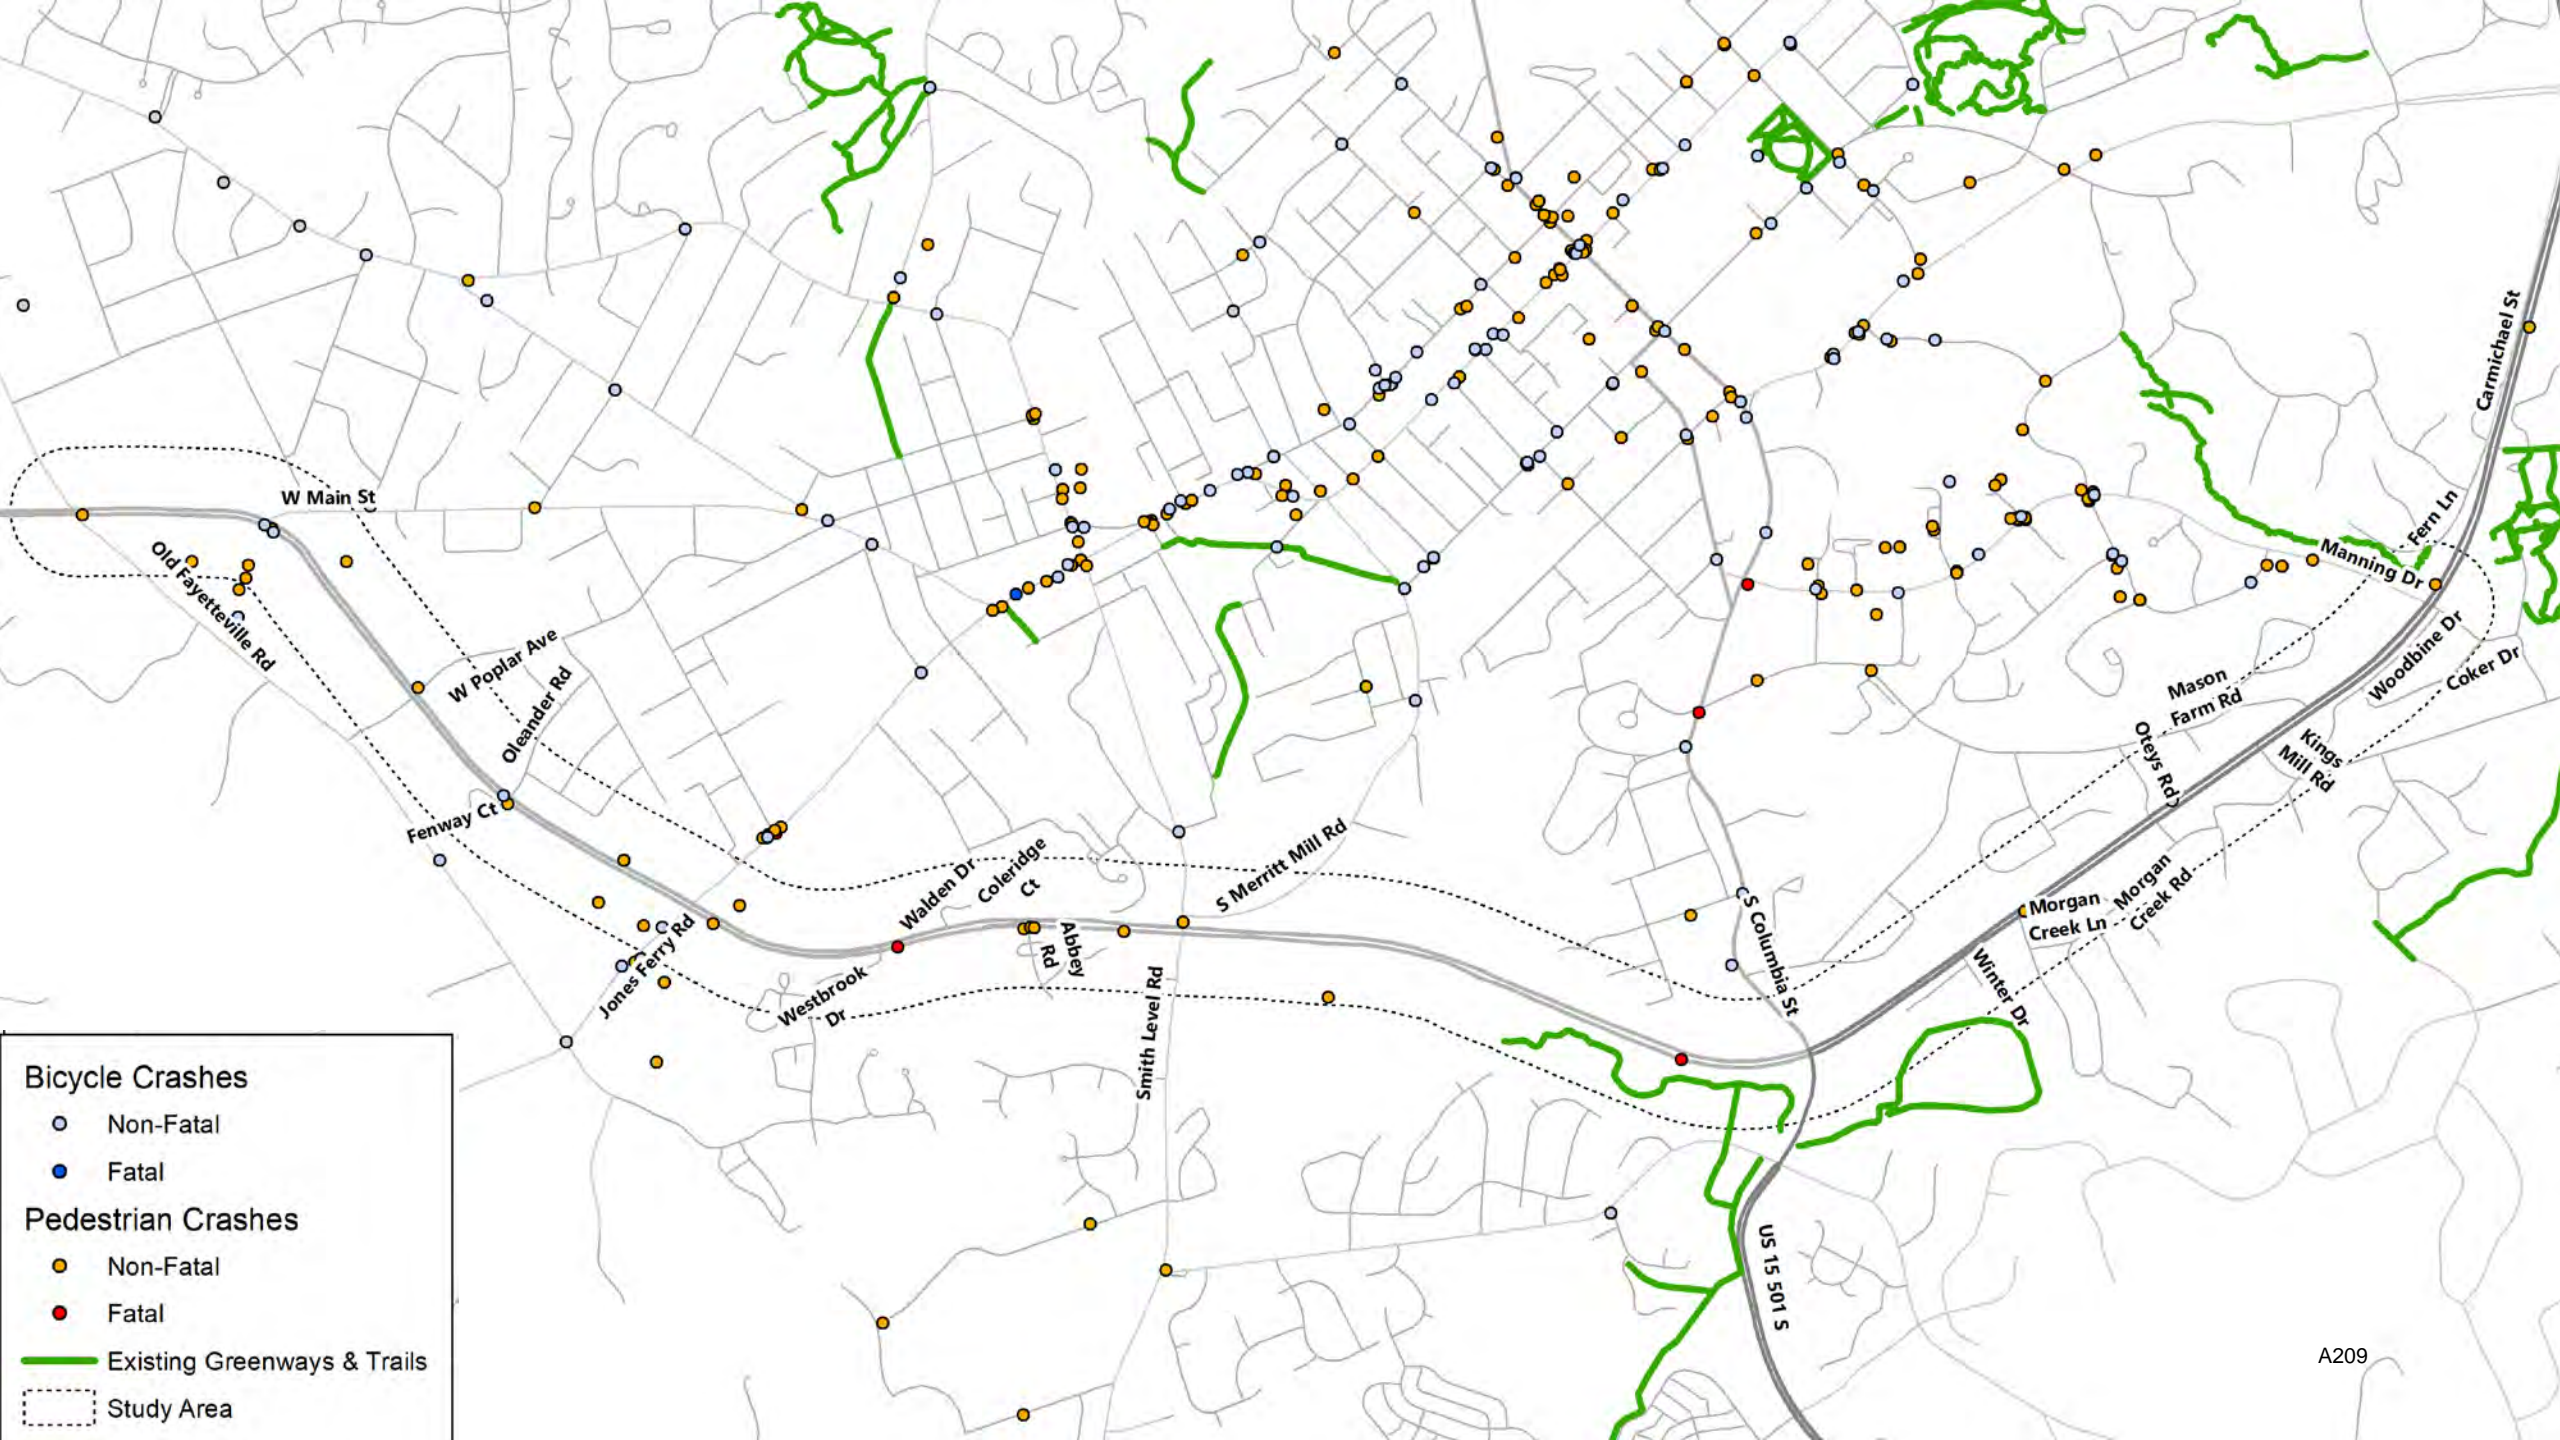 Carmichael St
W Main St
Fern Ln
Manning Dr
Old Fayetteville Rd
W Poplar Ave
Oleander Rd
Woodbine Dr
Coker Dr
Mason
Farm Rd
Oteys Rd
Kings
Mill Rd
Fenway Ct
Walden Dr
Coleridge
Ct
S Merritt Mill Rd
Morgan
Creek Ln
Morgan
Creek Rd
S Columbia St
Abbey
Rd
Jones Ferry Rd
Westbrook
Dr
Winter Dr
Smith Level Rd
US 15 501 S
Bicycle Crashes
Non-Fatal
Fatal
Pedestrian Crashes
Non-Fatal
Fatal
Existing Greenways & Trails
Study Area
A209